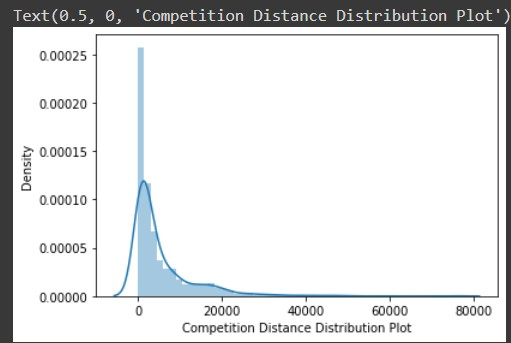 Text(0.5, 0, 'Competition Distance Distribution Plot')
0.00025
0.00020
0.00015
0.00010
0.00005
0.00000
Density
0 20000 40000 60000 80000
Competition Distance Distribution Plot